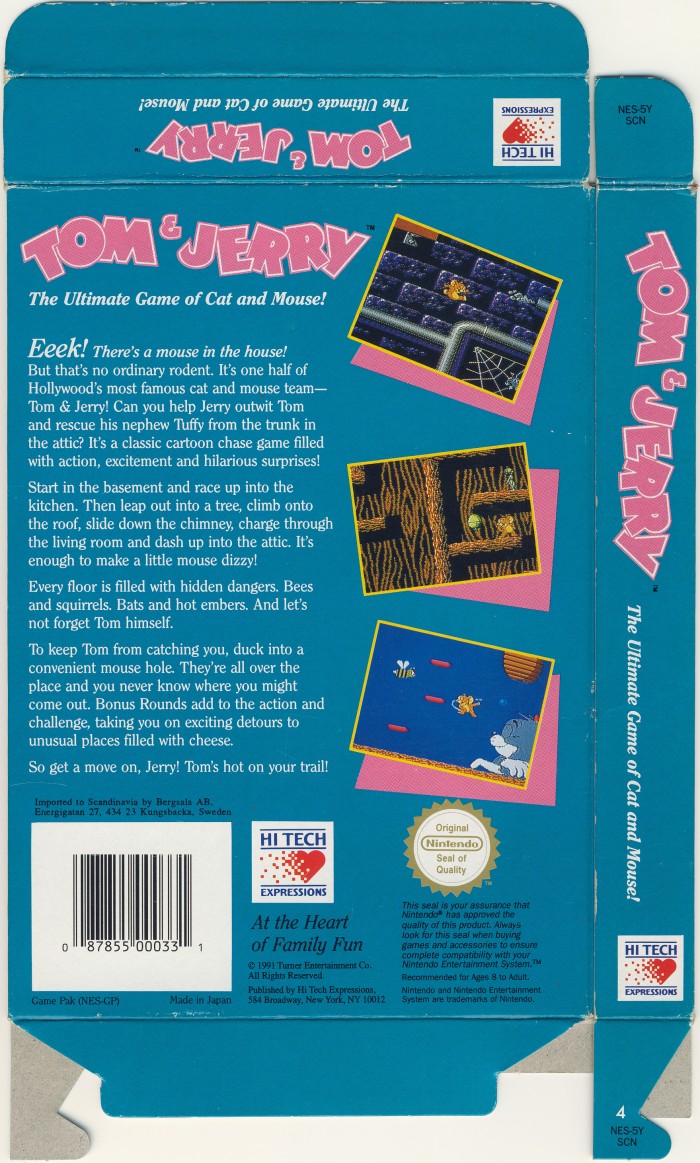 The Ultimate Game of Cat and Mouse!
TOM & JERRY™
HI TECH
EXPRESSIONS
NES-5Y
SCN
TOM & JERRY™
The Ultimate Game of Cat and Mouse!
Eeek! There's a mouse in the house!
But that's no ordinary rodent. It's one half of
Hollywood's most famous cat and mouse team—
Tom & Jerry! Can you help Jerry outwit Tom
and rescue his nephew Tuffy from the trunk in
the attic? It's a classic cartoon chase game filled
with action, excitement and hilarious surprises!
Start in the basement and race up into the
kitchen. Then leap out into a tree, climb onto
the roof, slide down the chimney, charge through
the living room and dash up into the attic. It's
enough to make a little mouse dizzy!
Every floor is filled with hidden dangers. Bees
and squirrels. Bats and hot embers. And let's
not forget Tom himself.
To keep Tom from catching you, duck into a
convenient mouse hole. They're all over the
place and you never know where you might
come out. Bonus Rounds add to the action and
challenge, taking you on exciting detours to
unusual places filled with cheese.
So get a move on, Jerry! Tom's hot on your trail!
Imported to Scandinavia by Bergsala AB,
Energigatan 27, 434 23 Kungsbacka, Sweden
0 87855 00033 1
Game Pak (NES-GP) Made in Japan
HI TECH
EXPRESSIONS
At the Heart
of Family Fun
© 1991 Turner Entertainment Co.
All Rights Reserved.
Published by Hi Tech Expressions,
584 Broadway, New York, NY 10012
Original
Nintendo
Seal of
Quality
™
This seal is your assurance that
Nintendo® has approved the
quality of this product. Always
look for this seal when buying
games and accessories to ensure
complete compatibility with your
Nintendo Entertainment System.™
Recommended for Ages 8 to Adult.
Nintendo and Nintendo Entertainment
System are trademarks of Nintendo.
TOM & JERRY™
The Ultimate Game of Cat and Mouse!
HI TECH
EXPRESSIONS
4
NES-5Y
SCN